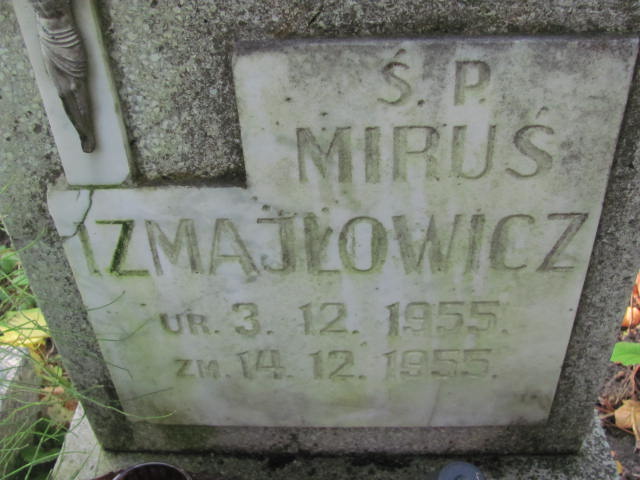 Ś. P.
MIRUŚ
IZMAJŁOWICZ
UR. 3. 12. 1955.
ZM. 14. 12. 1955.